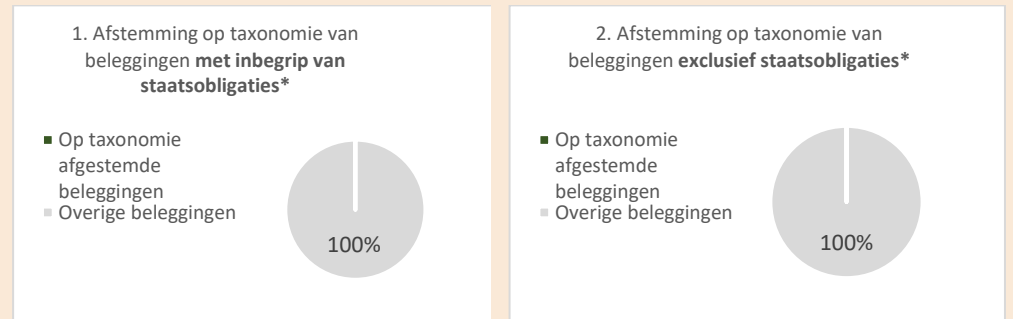 1. Afstemming op taxonomie van
beleggingen met inbegrip van
staatsobligaties*
Op taxonomie
afgestemde
beleggingen
Overige beleggingen
100%
2. Afstemming op taxonomie van
beleggingen exclusief staatsobligaties*
Op taxonomie
afgestemde
beleggingen
Overige beleggingen
100%